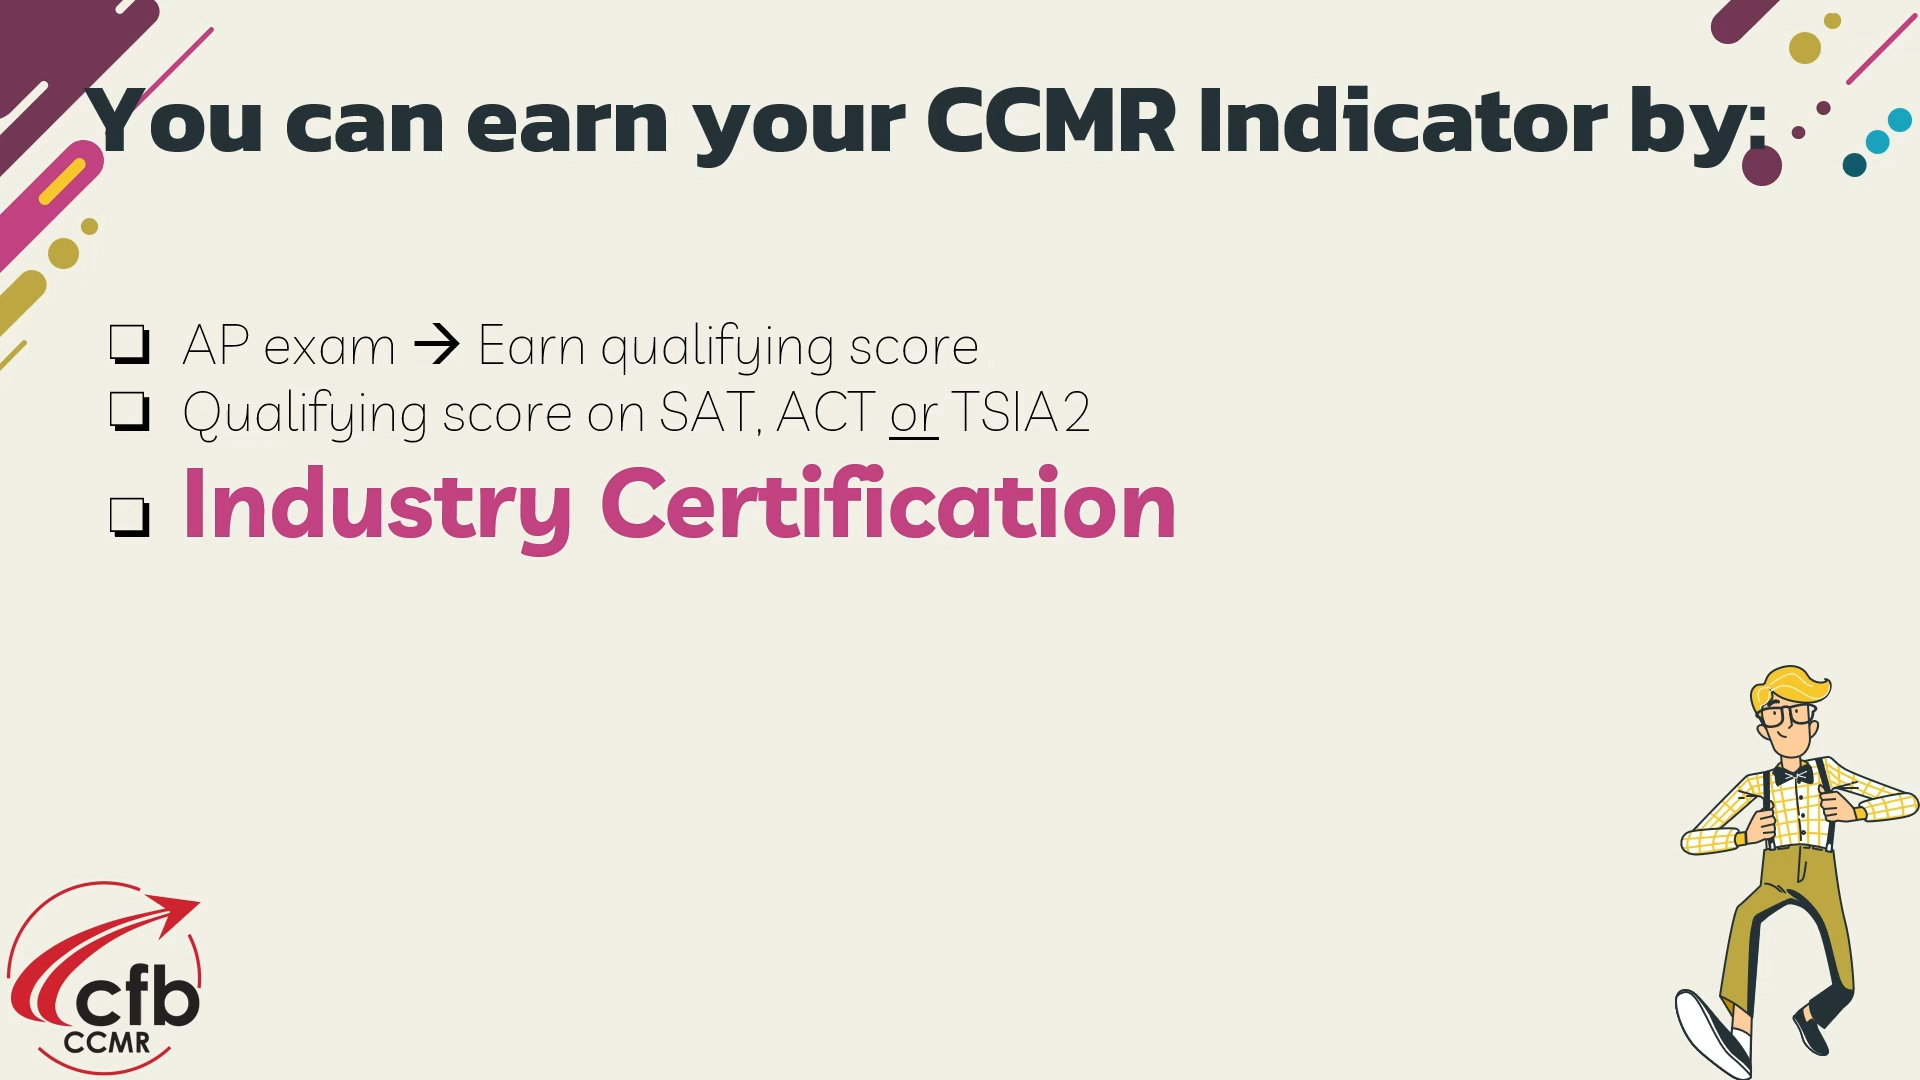 You can earn your CCMR Indicator by:
❏ AP exam → Earn qualifying score
❏ Qualifying score on SAT, ACT or TSIA2
❏ Industry Certification
cfb
CCMR